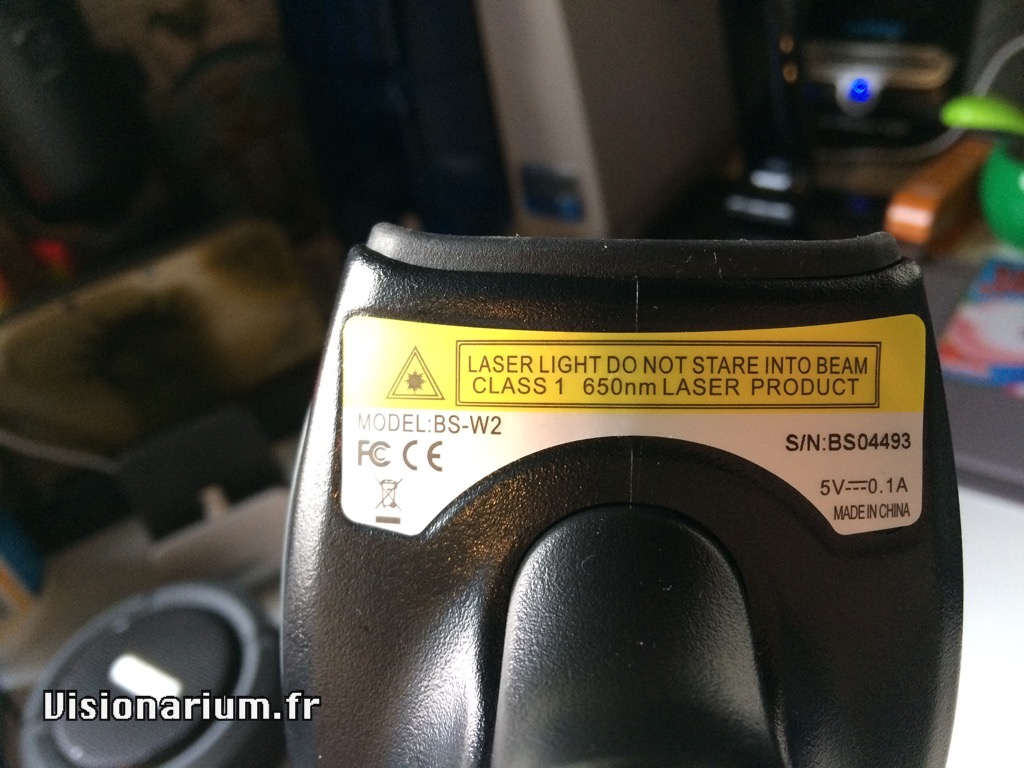 LASER LIGHT DO NOT STARE INTO BEAM
CLASS 1 650nm LASER PRODUCT
MODEL:BS-W2
FC CE
S/N:BS04493
5V⎓0.1A
MADE IN CHINA
Visionarium.fr